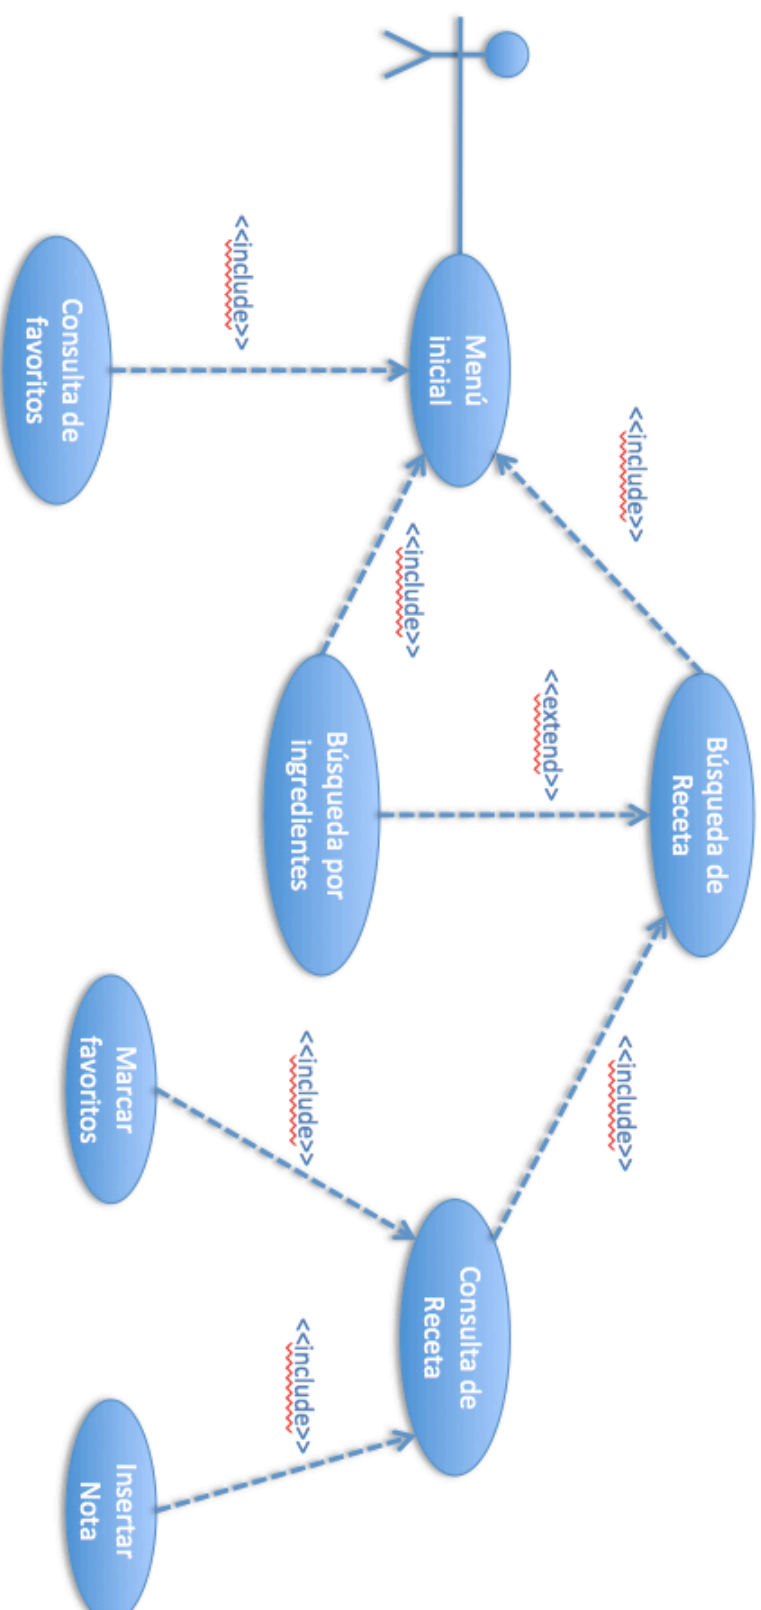 Búsqueda de
Receta
<<include>>
<<include>>
<<extend>>
Menú
inicial
Consulta de
Receta
<<include>>
Búsqueda por
ingredientes
<<include>>
<<include>>
<<include>>
Consulta de
favoritos
Marcar
favoritos
Insertar
Nota